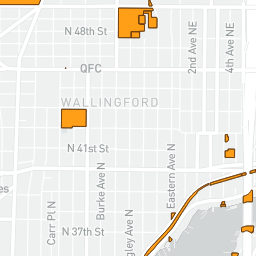 N 48th St
QFC
2nd Ave NE
4th Ave NE
WALLINGFORD
N 41st St
Eastern Ave N
Burke Ave N
Carr PL N
N 37th St